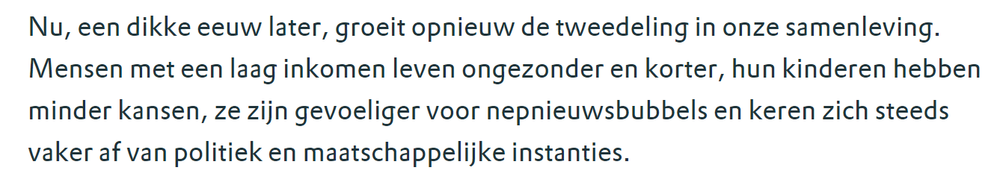 Nu, een dikke eeuw later, groeit opnieuw de tweedeling in onze samenleving.
Mensen met een laag inkomen leven ongezonder en korter, hun kinderen hebben
minder kansen, ze zijn gevoeliger voor nepnieuwsbubbels en keren zich steeds
vaker af van politiek en maatschappelijke instanties.